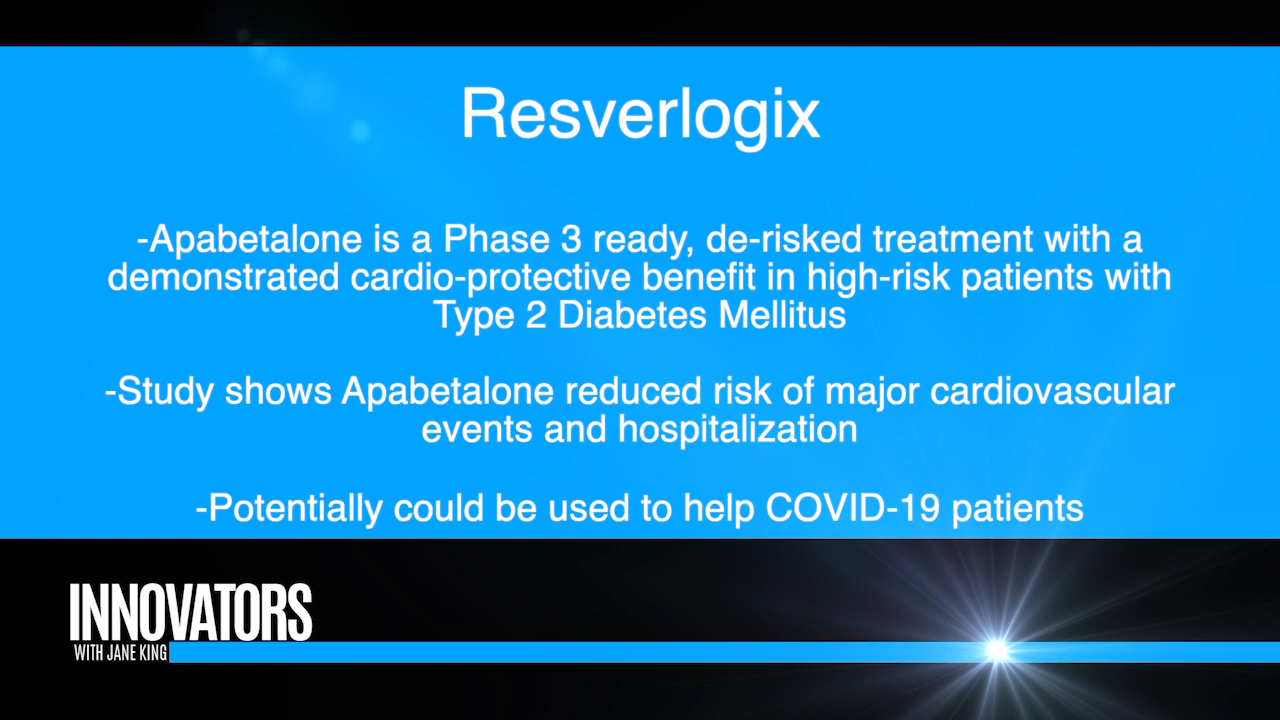 Resverlogix
-Apabetalone is a Phase 3 ready, de-risked treatment with a
demonstrated cardio-protective benefit in high-risk patients with
Type 2 Diabetes Mellitus
-Study shows Apabetalone reduced risk of major cardiovascular
events and hospitalization
-Potentially could be used to help COVID-19 patients
INNOVATORS
WITH JANE KING